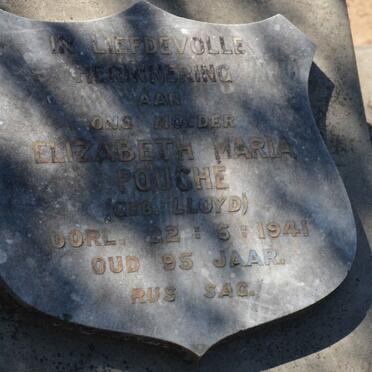 IN LIEFDEVOLLE
HERINNERING
AAN
ONS MOEDER
ELIZABETH MARIA
POUCHE
(GEB. LLOYD)
OORL. 22 : 5 : 1941
OUD 95 JAAR.
RUS SAG.